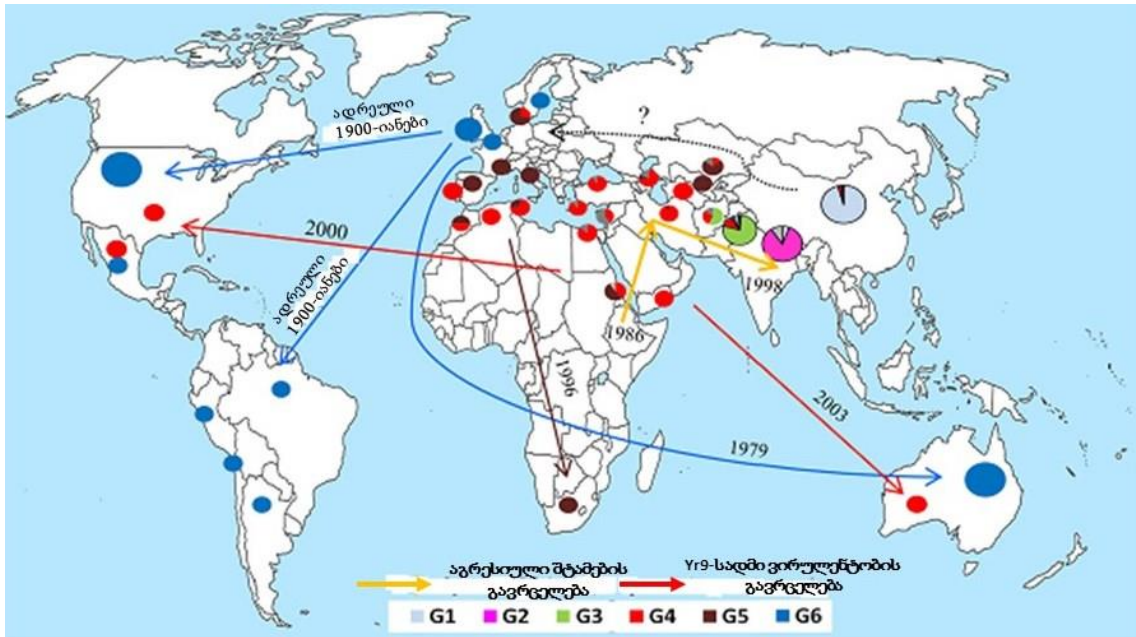 ადრეული
1900-იანები
?
2000
ადრეული
1900-იანები
1998
1986
1996
2003
1979
აგრესიული შტამების
გავრცელება
Yr9-სადმი ვირულენტობის
გავრცელება
G1 G2 G3 G4 G5 G6